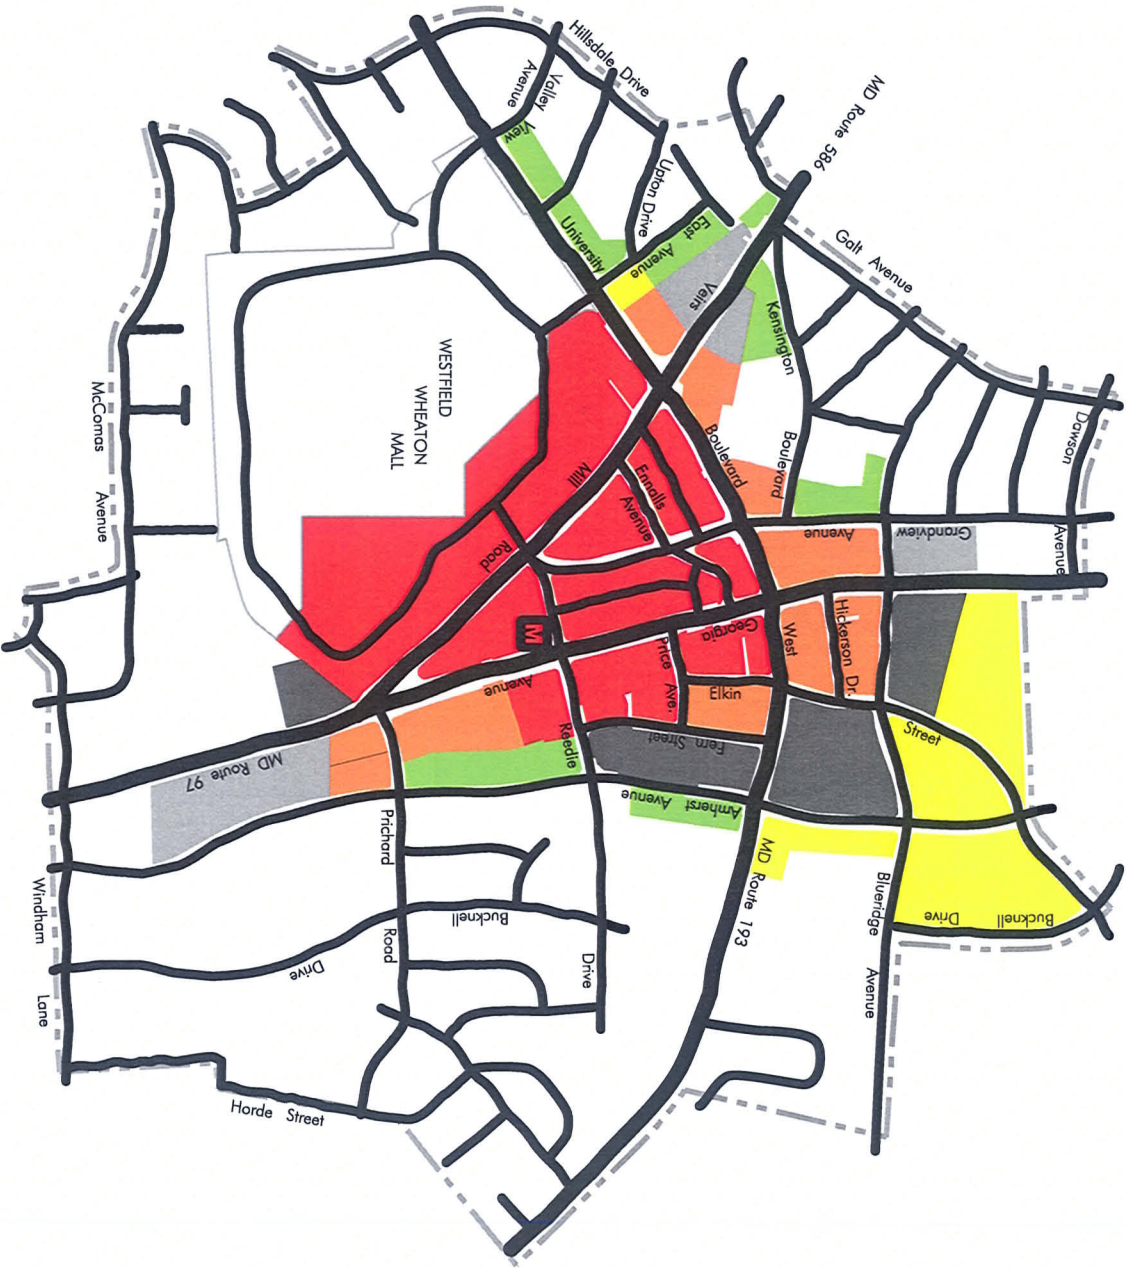 Hillsdale Drive
Valley
Avenue
View
MD Route 586
Upton Drive
East
Avenue
University
Galt Avenue
Veirs
Kensington
WESTFIELD
WHEATON
MALL
McComas
Avenue
Dawson
Avenue
Boulevard
Boulevard
Mill
Ennalls
Avenue
Road
Avenue
Grandview
M
Georgia
West
Hickerson Dr.
Price Ave.
Avenue
Elkin
Reedie
Fern Street
Street
MD Route 97
Amherst Avenue
Prichard
MD Route 193
Blueridge
Windham
Bucknell
Drive
Bucknell
Road
Drive
Drive
Avenue
Lane
Horde Street